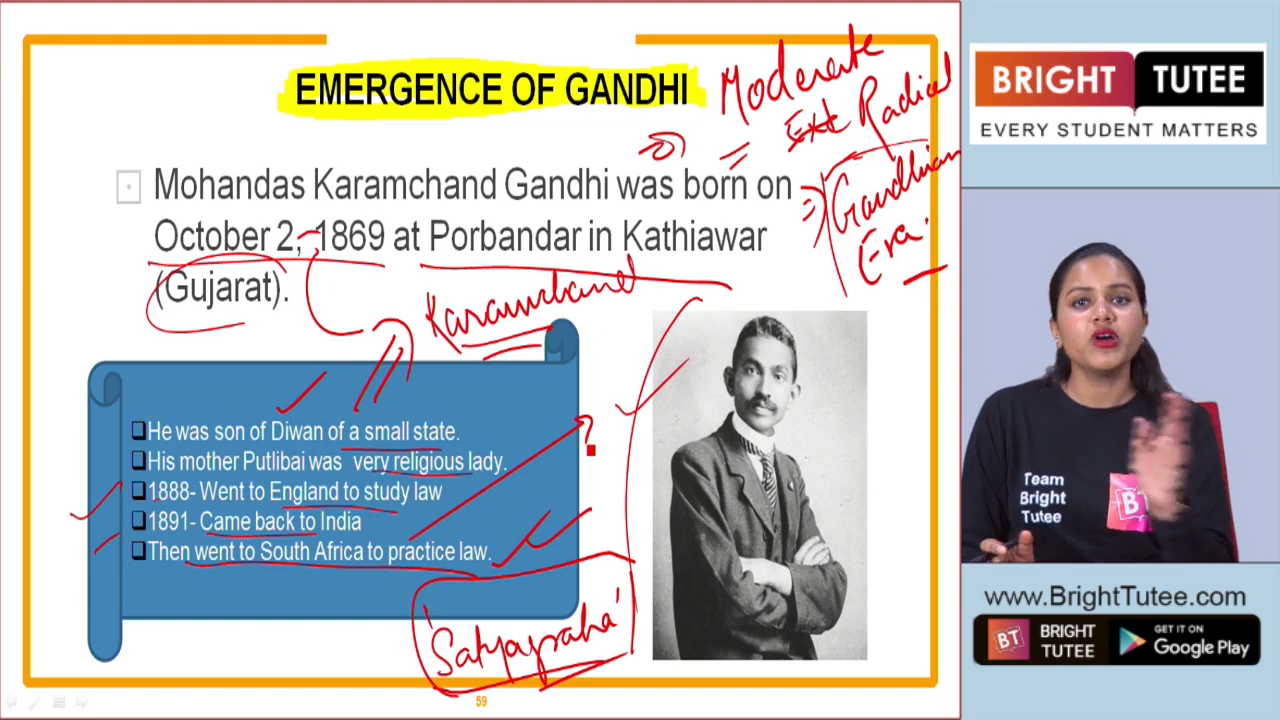 EMERGENCE OF GANDHI
Moderate
Ext Radical
Gandhian
Era.
Mohandas Karamchand Gandhi was born on
October 2, 1869 at Porbandar in Kathiawar
(Gujarat).
Karamchand
He was son of Diwan of a small state.
His mother Putlibai was very religious lady.
1888- Went to England to study law
1891- Came back to India
Then went to South Africa to practice law.
?
'Satyagraha'
59
BRIGHT TUTEE
EVERY STUDENT MATTERS
Team
Bright
Tutee
BT
www.BrightTutee.com
BT
BRIGHT
TUTEE
GET IT ON
Google Play